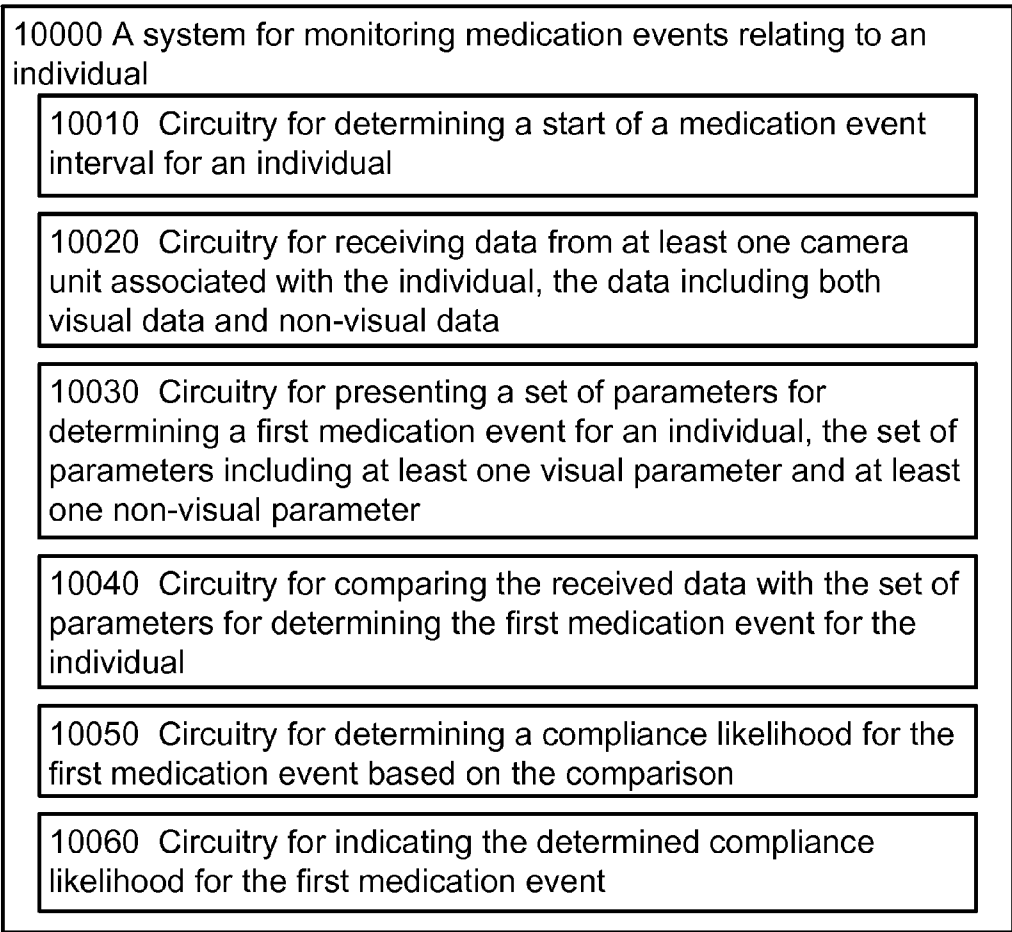 10000 A system for monitoring medication events relating to an
individual
10010  Circuitry for determining a start of a medication event
interval for an individual
10020  Circuitry for receiving data from at least one camera
unit associated with the individual, the data including both
visual data and non-visual data
10030  Circuitry for presenting a set of parameters for
determining a first medication event for an individual, the set of
parameters including at least one visual parameter and at least
one non-visual parameter
10040  Circuitry for comparing the received data with the set of
parameters for determining the first medication event for the
individual
10050  Circuitry for determining a compliance likelihood for the
first medication event based on the comparison
10060  Circuitry for indicating the determined compliance
likelihood for the first medication event